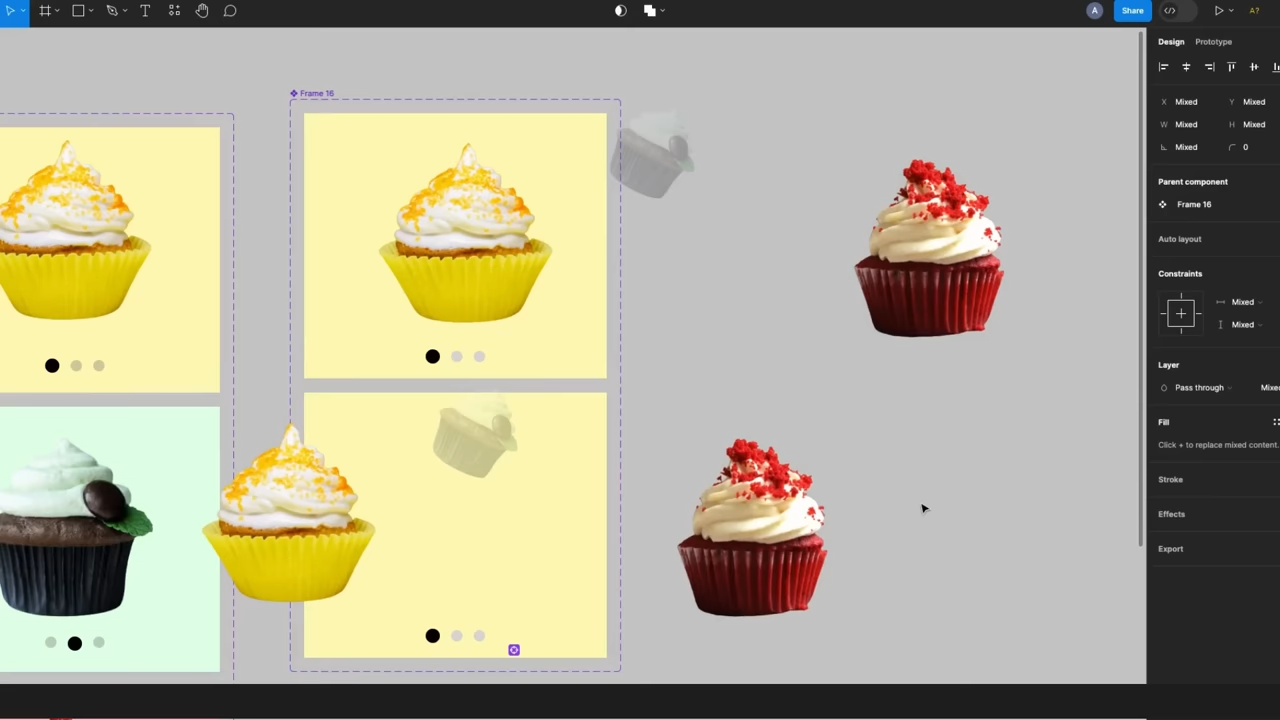 Share
A
A?
Design Prototype
Frame 16
X Mixed Y Mixed
W Mixed H Mixed
Mixed 0
Parent component
Frame 16
Auto layout
Constraints
Mixed
Mixed
Layer
Pass through
Fill
Click + to replace mixed content.
Stroke
Effects
Export